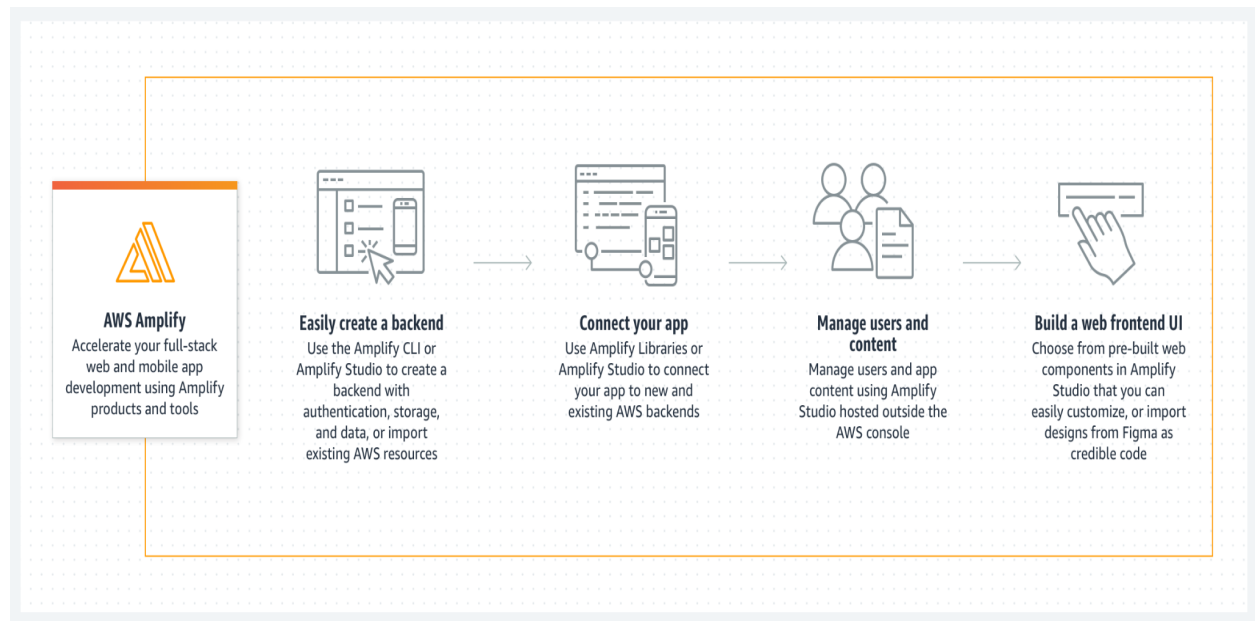 AWS Amplify
Accelerate your full-stack
web and mobile app
development using Amplify
products and tools
Easily create a backend
Use the Amplify CLI or
Amplify Studio to create a
backend with
authentication, storage,
and data, or import
existing AWS resources
Connect your app
Use Amplify Libraries or
Amplify Studio to connect
your app to new and
existing AWS backends
Manage users and
content
Manage users and app
content using Amplify
Studio hosted outside the
AWS console
Build a web frontend UI
Choose from pre-built web
components in Amplify
Studio that you can
easily customize, or import
designs from Figma as
credible code